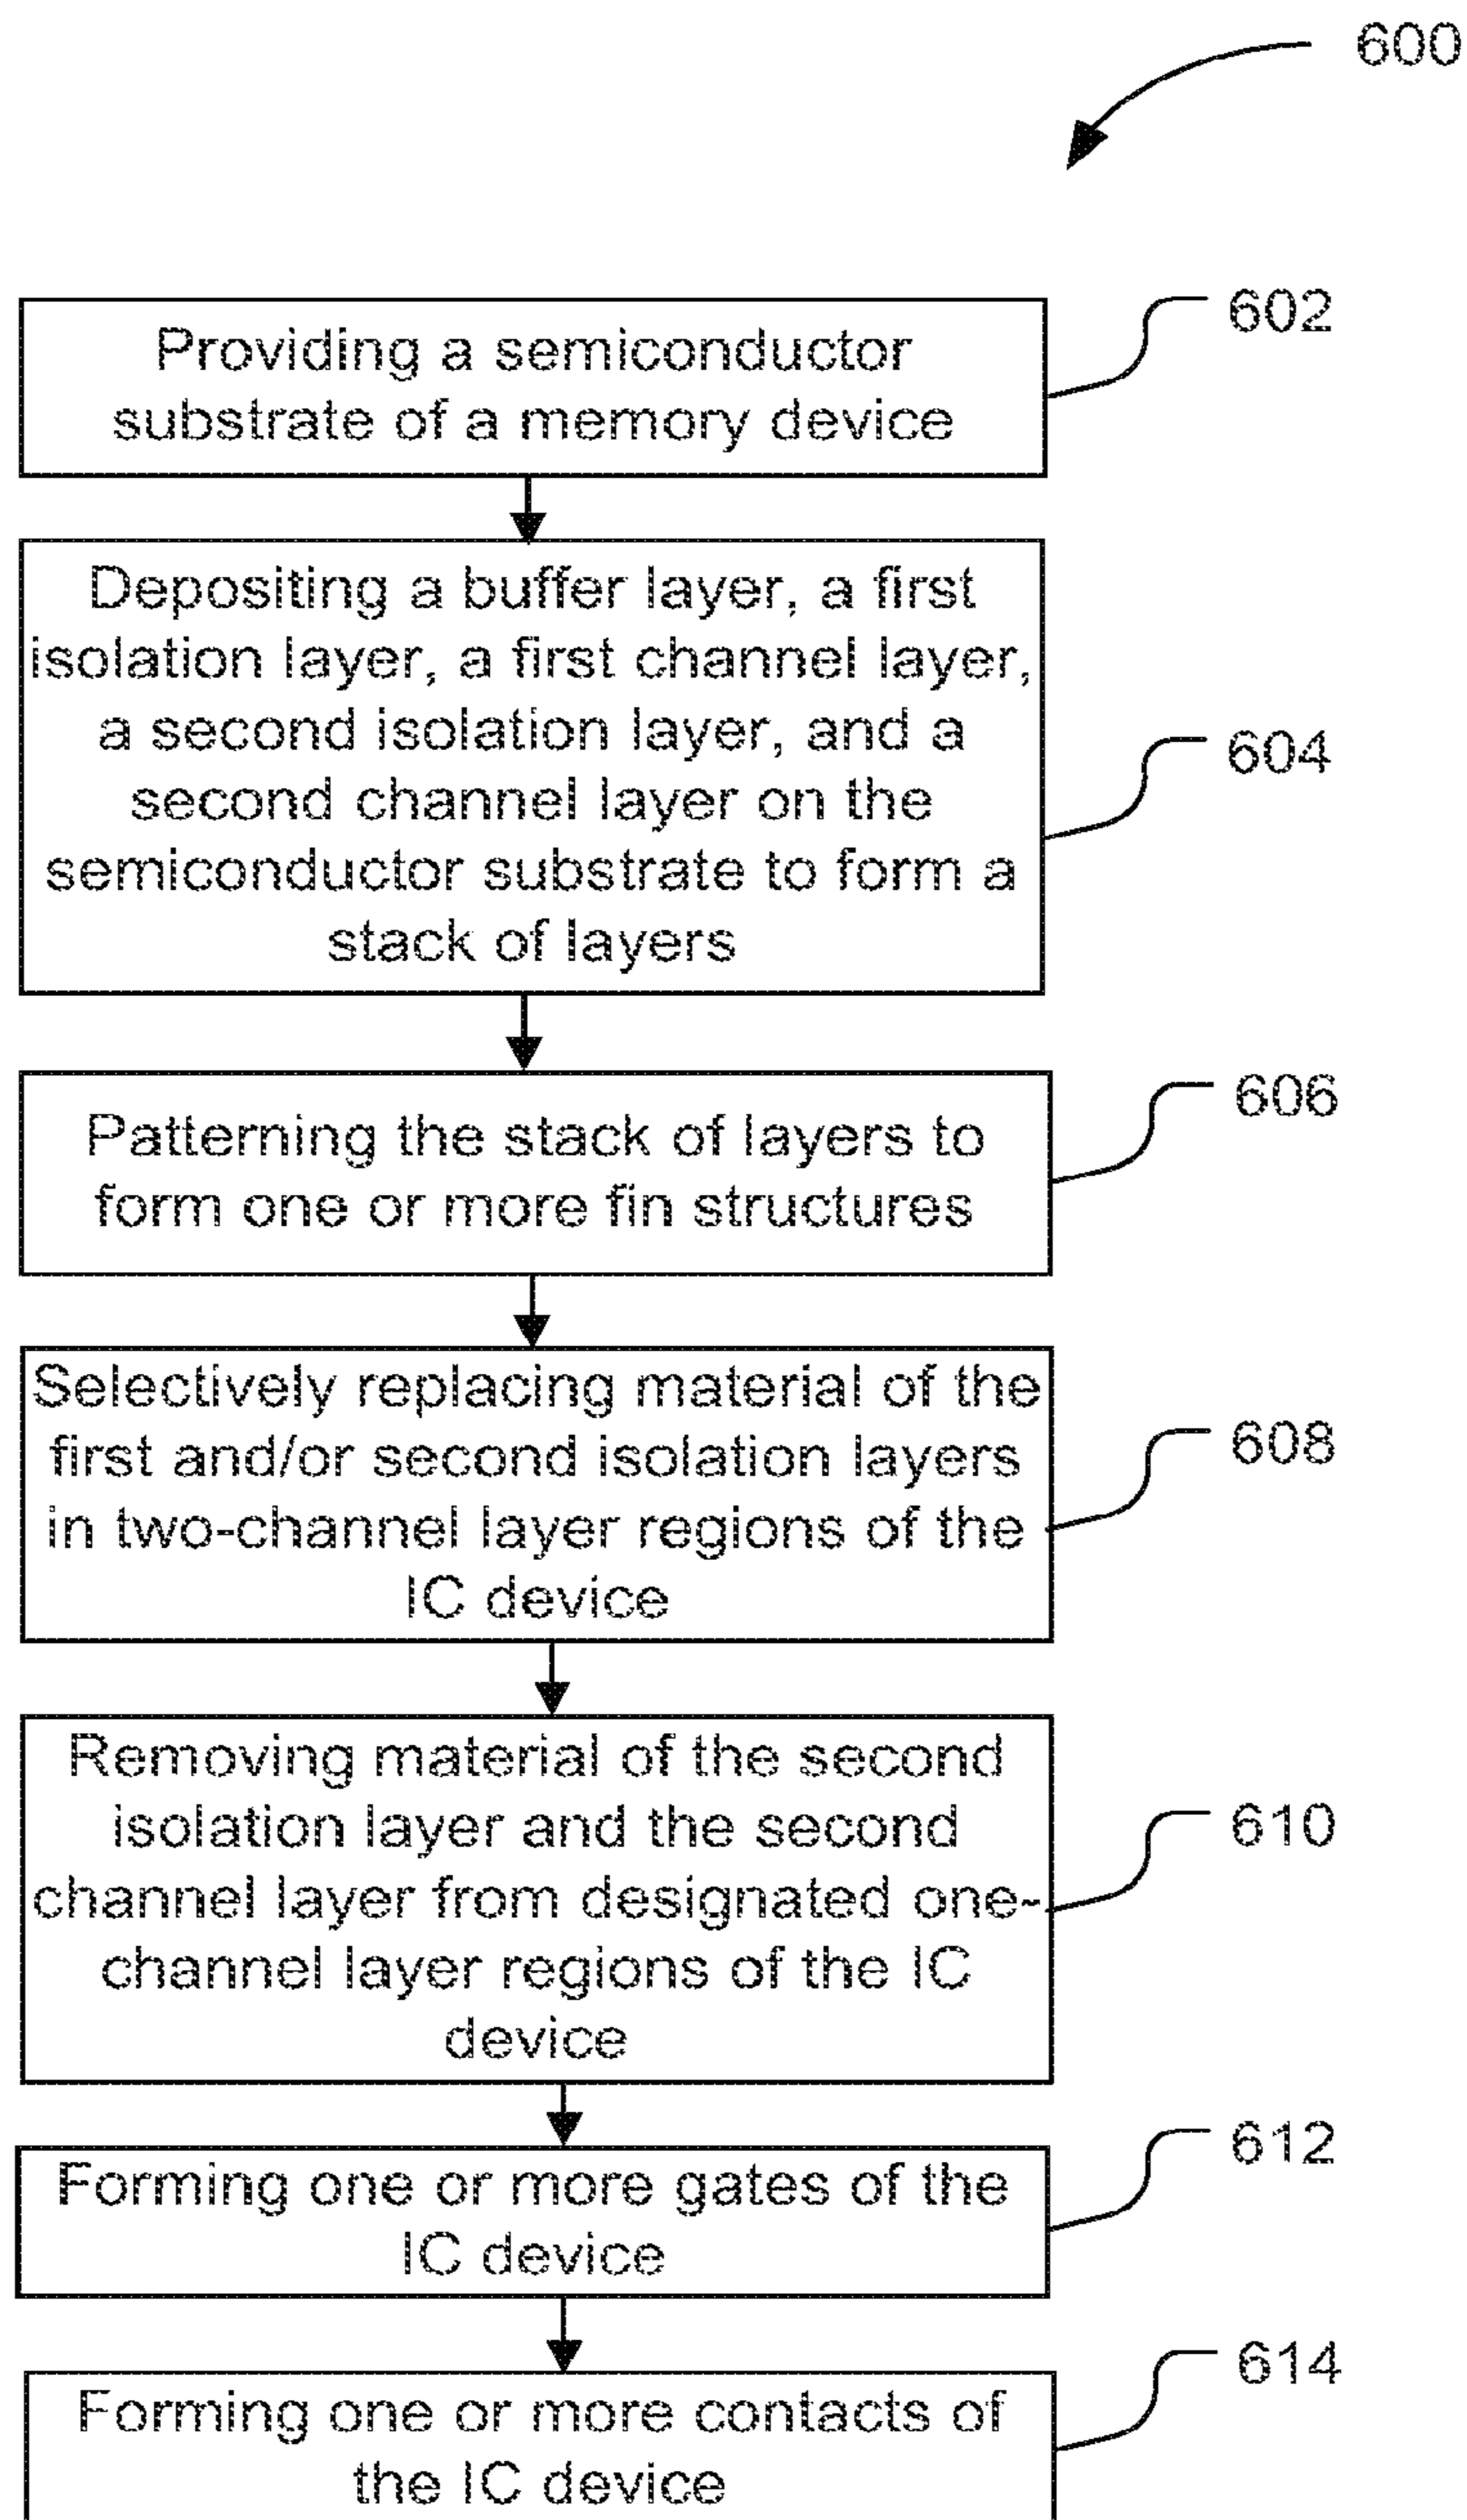 600
Providing a semiconductor
substrate of a memory device
602
Depositing a buffer layer, a first
isolation layer, a first channel layer,
a second isolation layer, and a
second channel layer on the
semiconductor substrate to form a
stack of layers
604
Patterning the stack of layers to
form one or more fin structures
606
Selectively replacing material of the
first and/or second isolation layers
in two-channel layer regions of the
IC device
608
Removing material of the second
isolation layer and the second
channel layer from designated one-
channel layer regions of the IC
device
610
Forming one or more gates of the
IC device
612
Forming one or more contacts of
the IC device
614